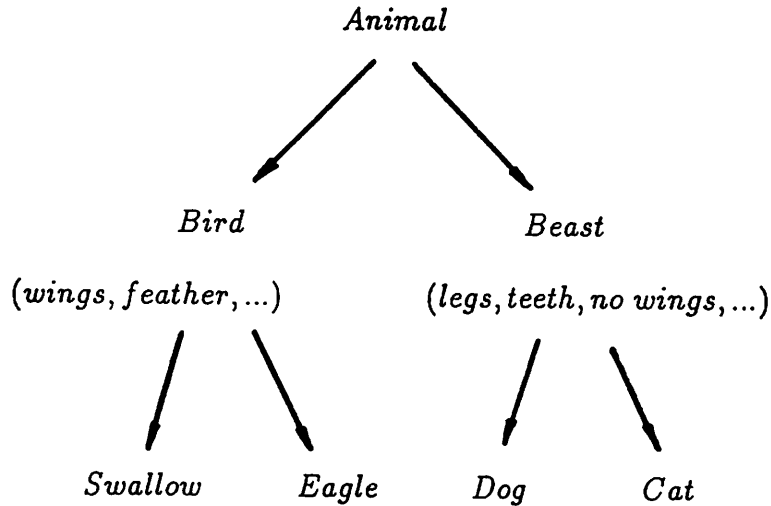 Animal
Bird
Beast
(wings, feather, ...)
(legs, teeth, no wings, ...)
Swallow
Eagle
Dog
Cat